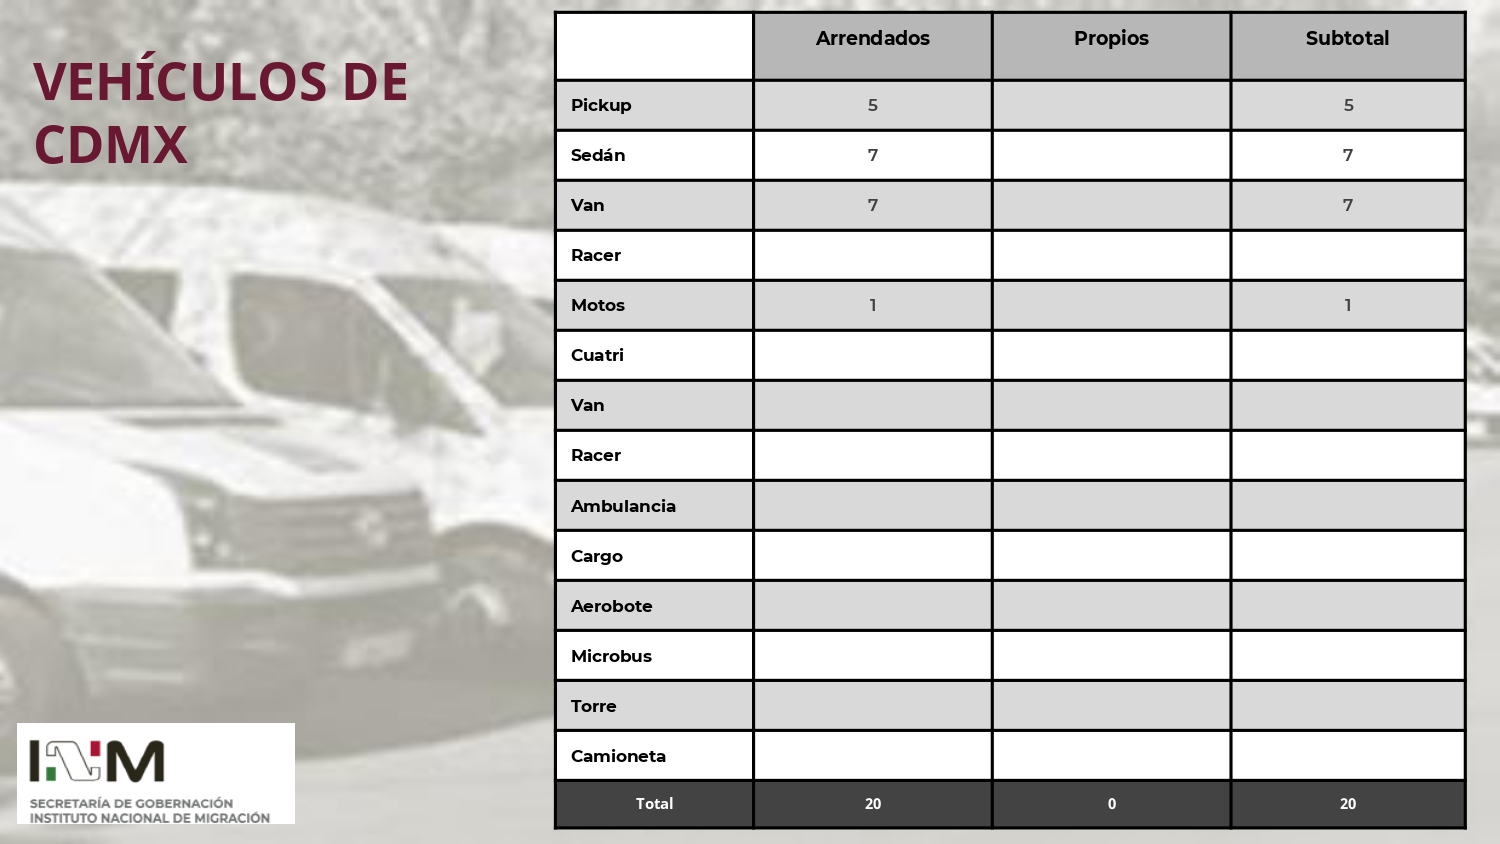 VEHÍCULOS DE
CDMX
Arrendados Propios Subtotal
Pickup 5 5
Sedán 7 7
Van 7 7
Racer
Motos 1 1
Cuatri
Van
Racer
Ambulancia
Cargo
Aerobote
Microbus
Torre
Camioneta
Total 20 0 20
INM
SECRETARÍA DE GOBERNACIÓN
INSTITUTO NACIONAL DE MIGRACIÓN